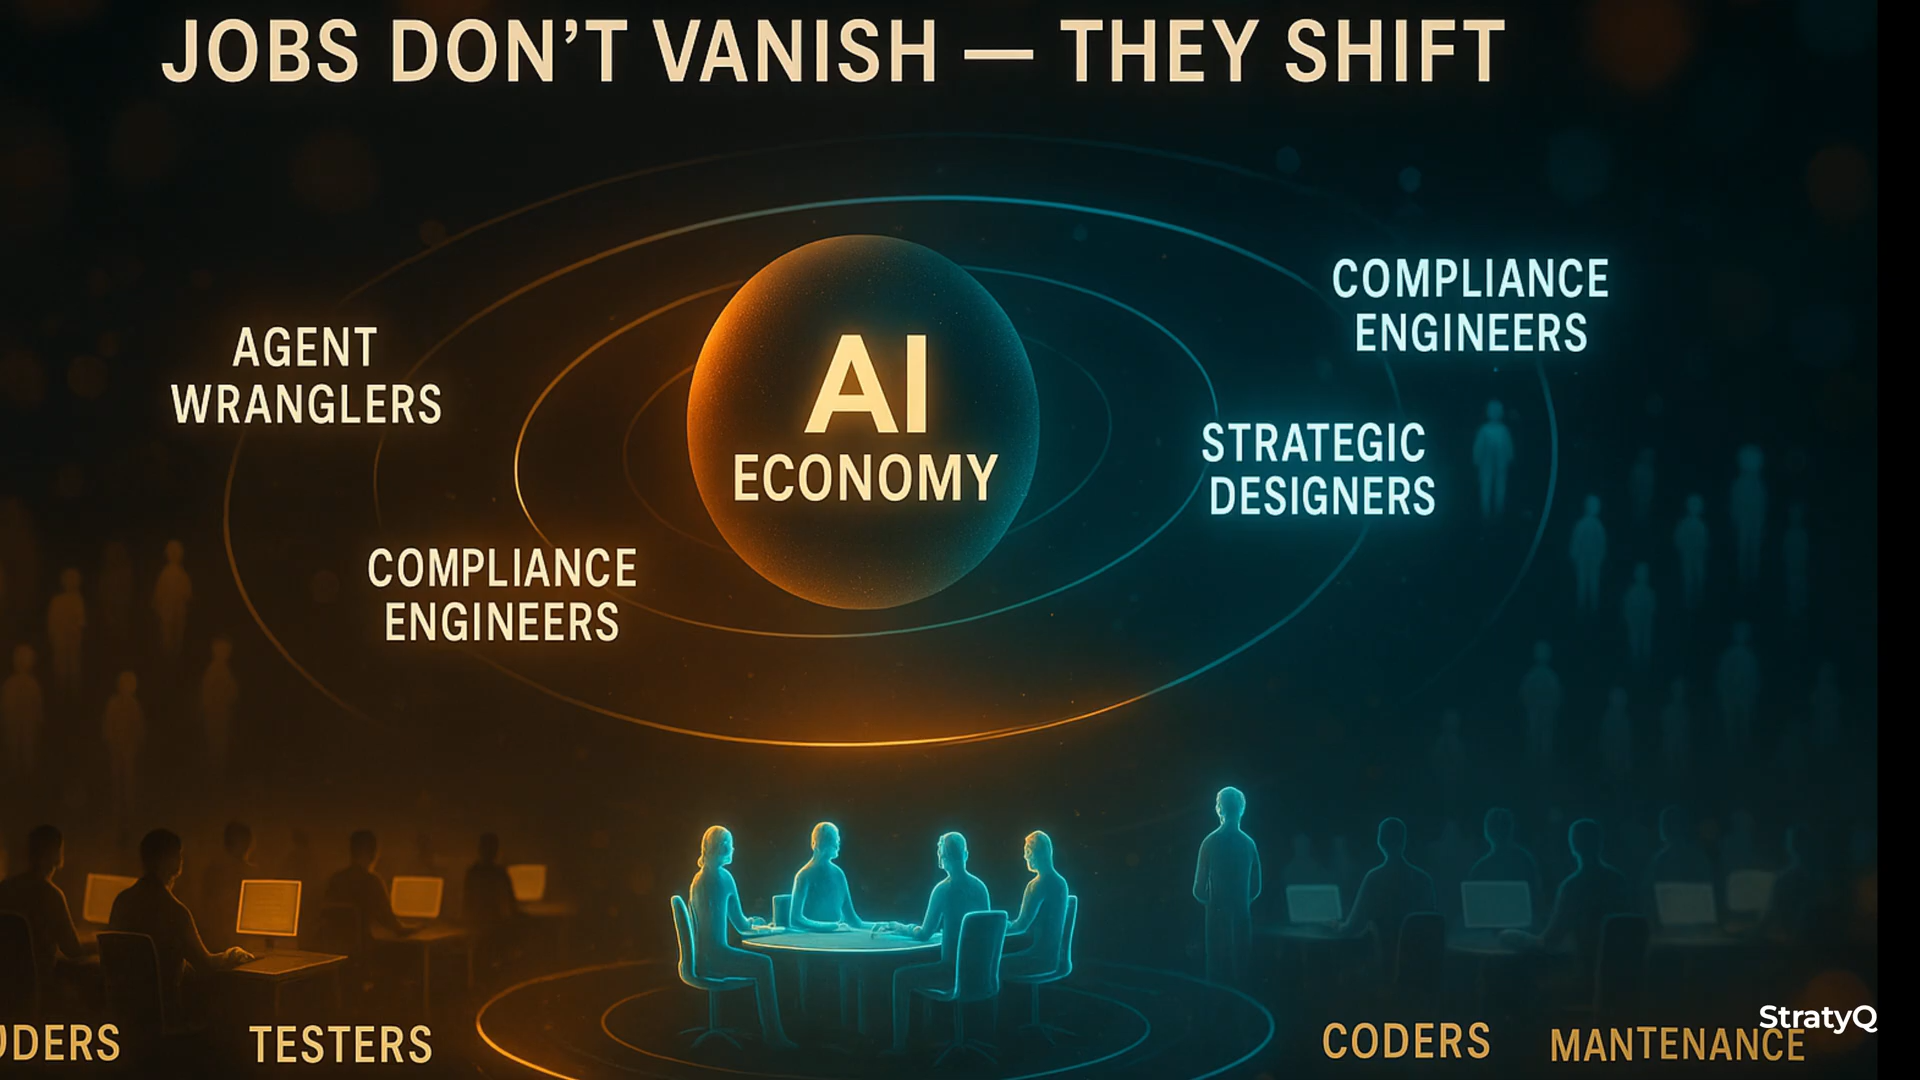 JOBS DON'T VANISH — THEY SHIFT
AGENT
WRANGLERS
AI
ECONOMY
COMPLIANCE
ENGINEERS
STRATEGIC
DESIGNERS
COMPLIANCE
ENGINEERS
TESTERS
CODERS
MANTENANCE
StratyQ